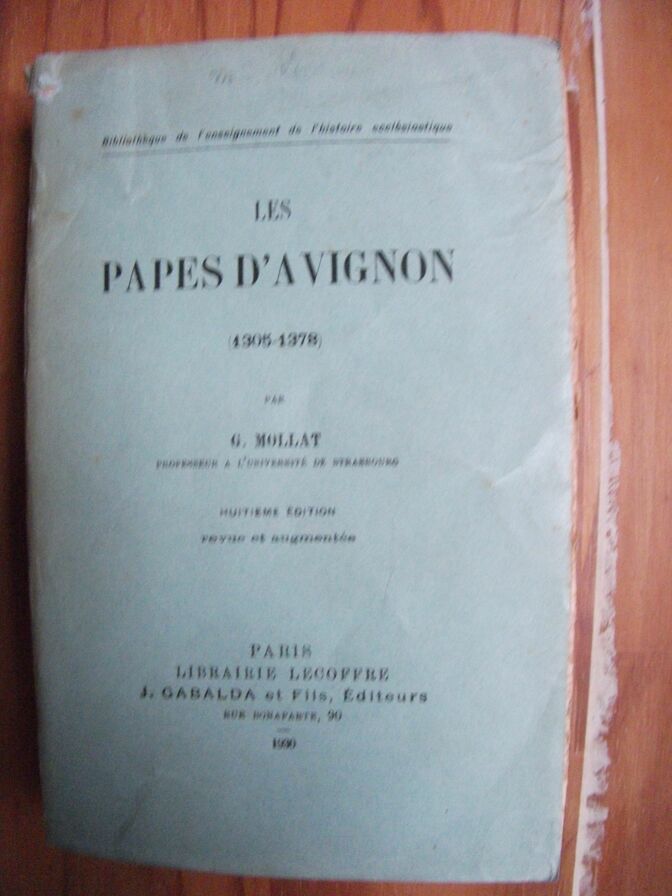 Bibliothèque de l'enseignement de l'histoire ecclésiastique
LES
PAPES D'AVIGNON
(1305-1378)
PAR
G. MOLLAT
PROFESSEUR A L'UNIVERSITÉ DE STRASBOURG
HUITIÈME ÉDITION
revue et augmentée
PARIS
LIBRAIRIE LECOFFRE
J. GABALDA et Fils, Éditeurs
RUE BONAPARTE, 90
1930